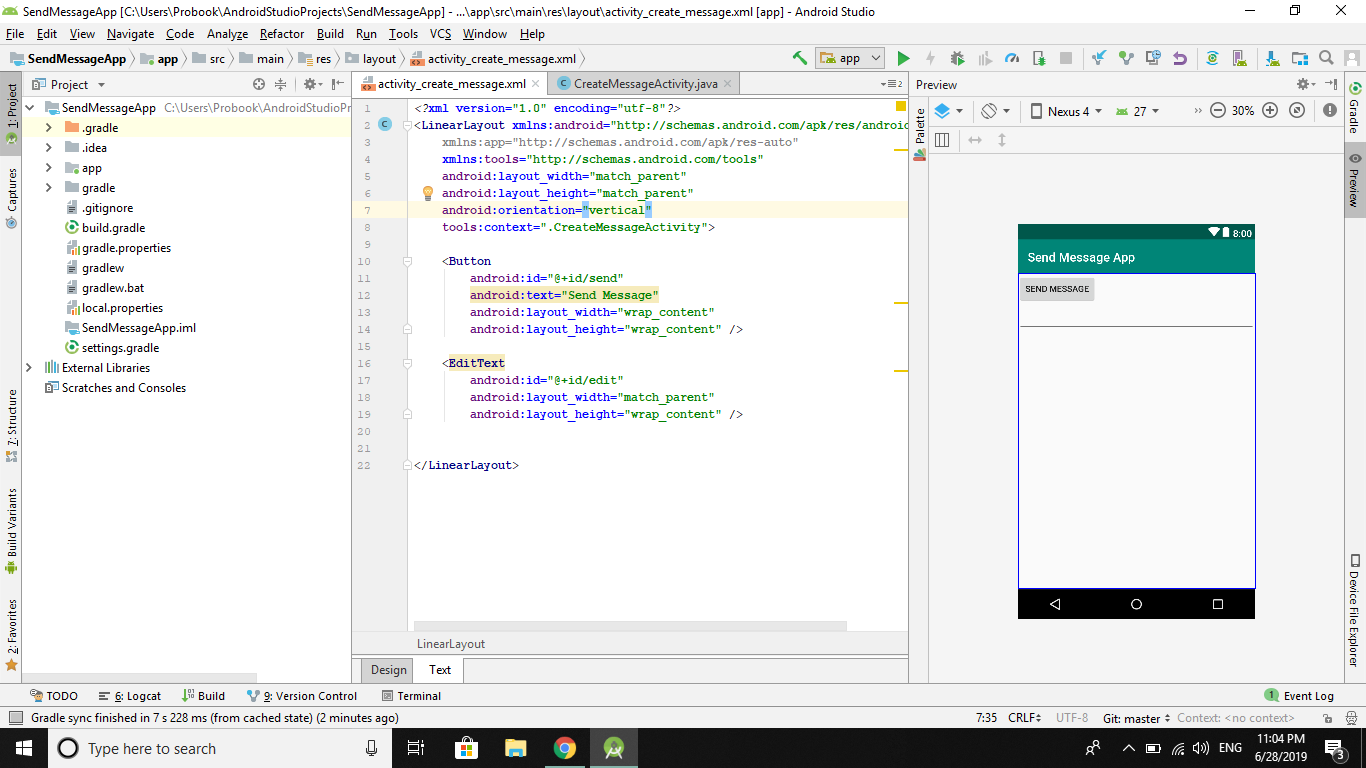 SendMessageApp [C:\Users\Probook\AndroidStudioProjects\SendMessageApp] - ...\app\src\main\res\layout\activity_create_message.xml [app] - Android Studio
File Edit View Navigate Code Analyze Refactor Build Run Tools VCS Window Help
SendMessageApp app src main res layout activity_create_message.xml app
1: Project
Captures
7: Structure
Build Variants
2: Favorites
Project
SendMessageApp C:\Users\Probook\AndroidStudioPr
.gradle
.idea
app
gradle
.gitignore
build.gradle
gradle.properties
gradlew
gradlew.bat
local.properties
SendMessageApp.iml
settings.gradle
External Libraries
Scratches and Consoles
activity_create_message.xml CreateMessageActivity.java
1 <?xml version="1.0" encoding="utf-8"?>
2 <LinearLayout xmlns:android="http://schemas.android.com/apk/res/androio
3 xmlns:app="http://schemas.android.com/apk/res-auto"
4 xmlns:tools="http://schemas.android.com/tools"
5 android:layout_width="match_parent"
6 android:layout_height="match_parent"
7 android:orientation="vertical"
8 tools:context=".CreateMessageActivity">
9
10 <Button
11 android:id="@+id/send"
12 android:text="Send Message"
13 android:layout_width="wrap_content"
14 android:layout_height="wrap_content" />
15
16 <EditText
17 android:id="@+id/edit"
18 android:layout_width="match_parent"
19 android:layout_height="wrap_content" />
20
21
22 </LinearLayout>
LinearLayout
Design Text
Preview
Palette
Nexus 4 27 30%
8:00
Send Message App
SEND MESSAGE
Gradle
Preview
Device File Explorer
TODO 6: Logcat Build 9: Version Control Terminal 1 Event Log
Gradle sync finished in 7 s 228 ms (from cached state) (2 minutes ago) 7:35 CRLF UTF-8 Git: master Context: <no context>
Type here to search ENG 11:04 PM
6/28/2019 3